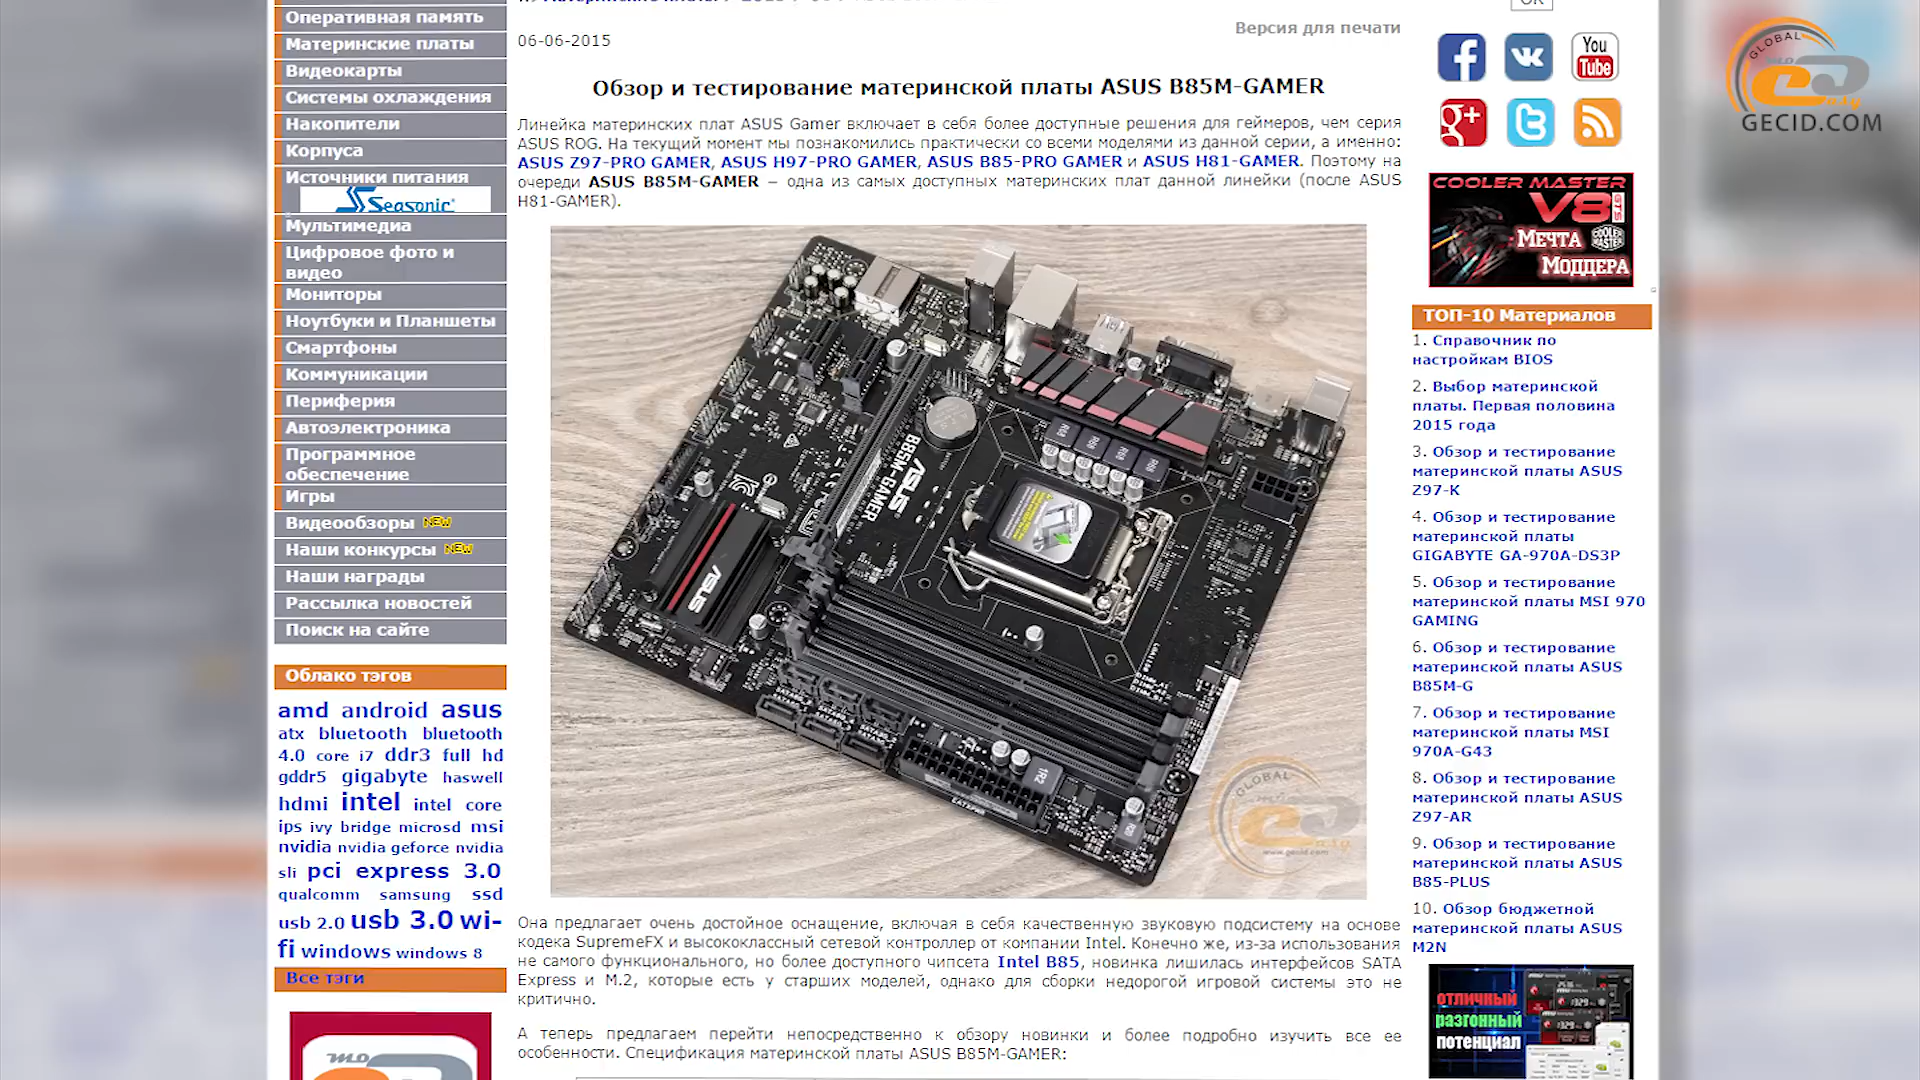 Оперативная память
Материнские платы
Видеокарты
Системы охлаждения
Накопители
Корпуса
Источники питания
Seasonic
Мультимедиа
Цифровое фото и
видео
Мониторы
Ноутбуки и Планшеты
Смартфоны
Коммуникации
Периферия
Автоэлектроника
Программное
обеспечение
Игры
Видеообзоры NEW
Наши конкурсы NEW
Наши награды
Рассылка новостей
Поиск на сайте
Облако тэгов
amd android asus
atx bluetooth bluetooth
4.0 core i7 ddr3 full hd
gddr5 gigabyte haswell
hdmi intel intel core
ips ivy bridge microsd msi
nvidia nvidia geforce nvidia
sli pci express 3.0
qualcomm samsung ssd
usb 2.0 usb 3.0 wi-
fi windows windows 8
Все тэги
Версия для печати
06-06-2015
Обзор и тестирование материнской платы ASUS B85M-GAMER
Линейка материнских плат ASUS Gamer включает в себя более доступные решения для геймеров, чем серия
ASUS ROG. На текущий момент мы познакомились практически со всеми моделями из данной серии, а именно:
ASUS Z97-PRO GAMER, ASUS H97-PRO GAMER, ASUS B85-PRO GAMER и ASUS H81-GAMER. Поэтому на
очереди ASUS B85M-GAMER – одна из самых доступных материнских плат данной линейки (после ASUS
H81-GAMER).
ASUS
B85M-GAMER
ASUS
EATXPWR
GLOBAL
www.gecid.com
Она предлагает очень достойное оснащение, включая в себя качественную звуковую подсистему на основе
кодека SupremeFX и высококлассный сетевой контроллер от компании Intel. Конечно же, из-за использования
не самого функционального, но более доступного чипсета Intel B85, новинка лишилась интерфейсов SATA
Express и M.2, которые есть у старших моделей, однако для сборки недорогой игровой системы это не
критично.
А теперь предлагаем перейти непосредственно к обзору новинки и более подробно изучить все ее
особенности. Спецификация материнской платы ASUS B85M-GAMER:
You
Tube
GLOBAL
GECID.COM
COOLER MASTER
V8 GTS
Мечта
Моддера
ТОП-10 Материалов
1. Справочник по
настройкам BIOS
2. Выбор материнской
платы. Первая половина
2015 года
3. Обзор и тестирование
материнской платы ASUS
Z97-K
4. Обзор и тестирование
материнской платы
GIGABYTE GA-970A-DS3P
5. Обзор и тестирование
материнской платы MSI 970
GAMING
6. Обзор и тестирование
материнской платы ASUS
B85M-G
7. Обзор и тестирование
материнской платы MSI
970A-G43
8. Обзор и тестирование
материнской платы ASUS
Z97-AR
9. Обзор и тестирование
материнской платы ASUS
B85-PLUS
10. Обзор бюджетной
материнской платы ASUS
M2N
отличный
разгонный
потенциал